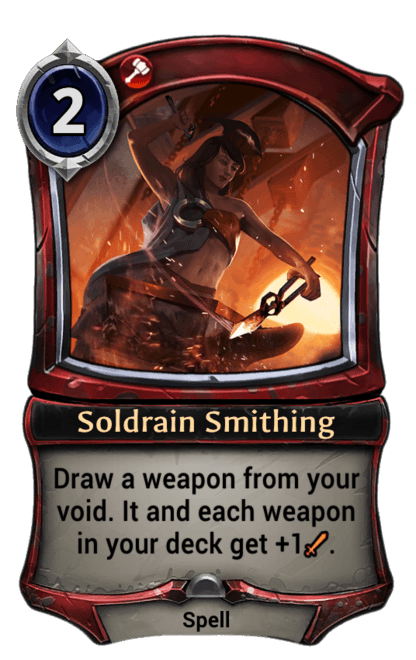 2
Soldrain Smithing
Draw a weapon from your
void. It and each weapon
in your deck get +1.
Spell